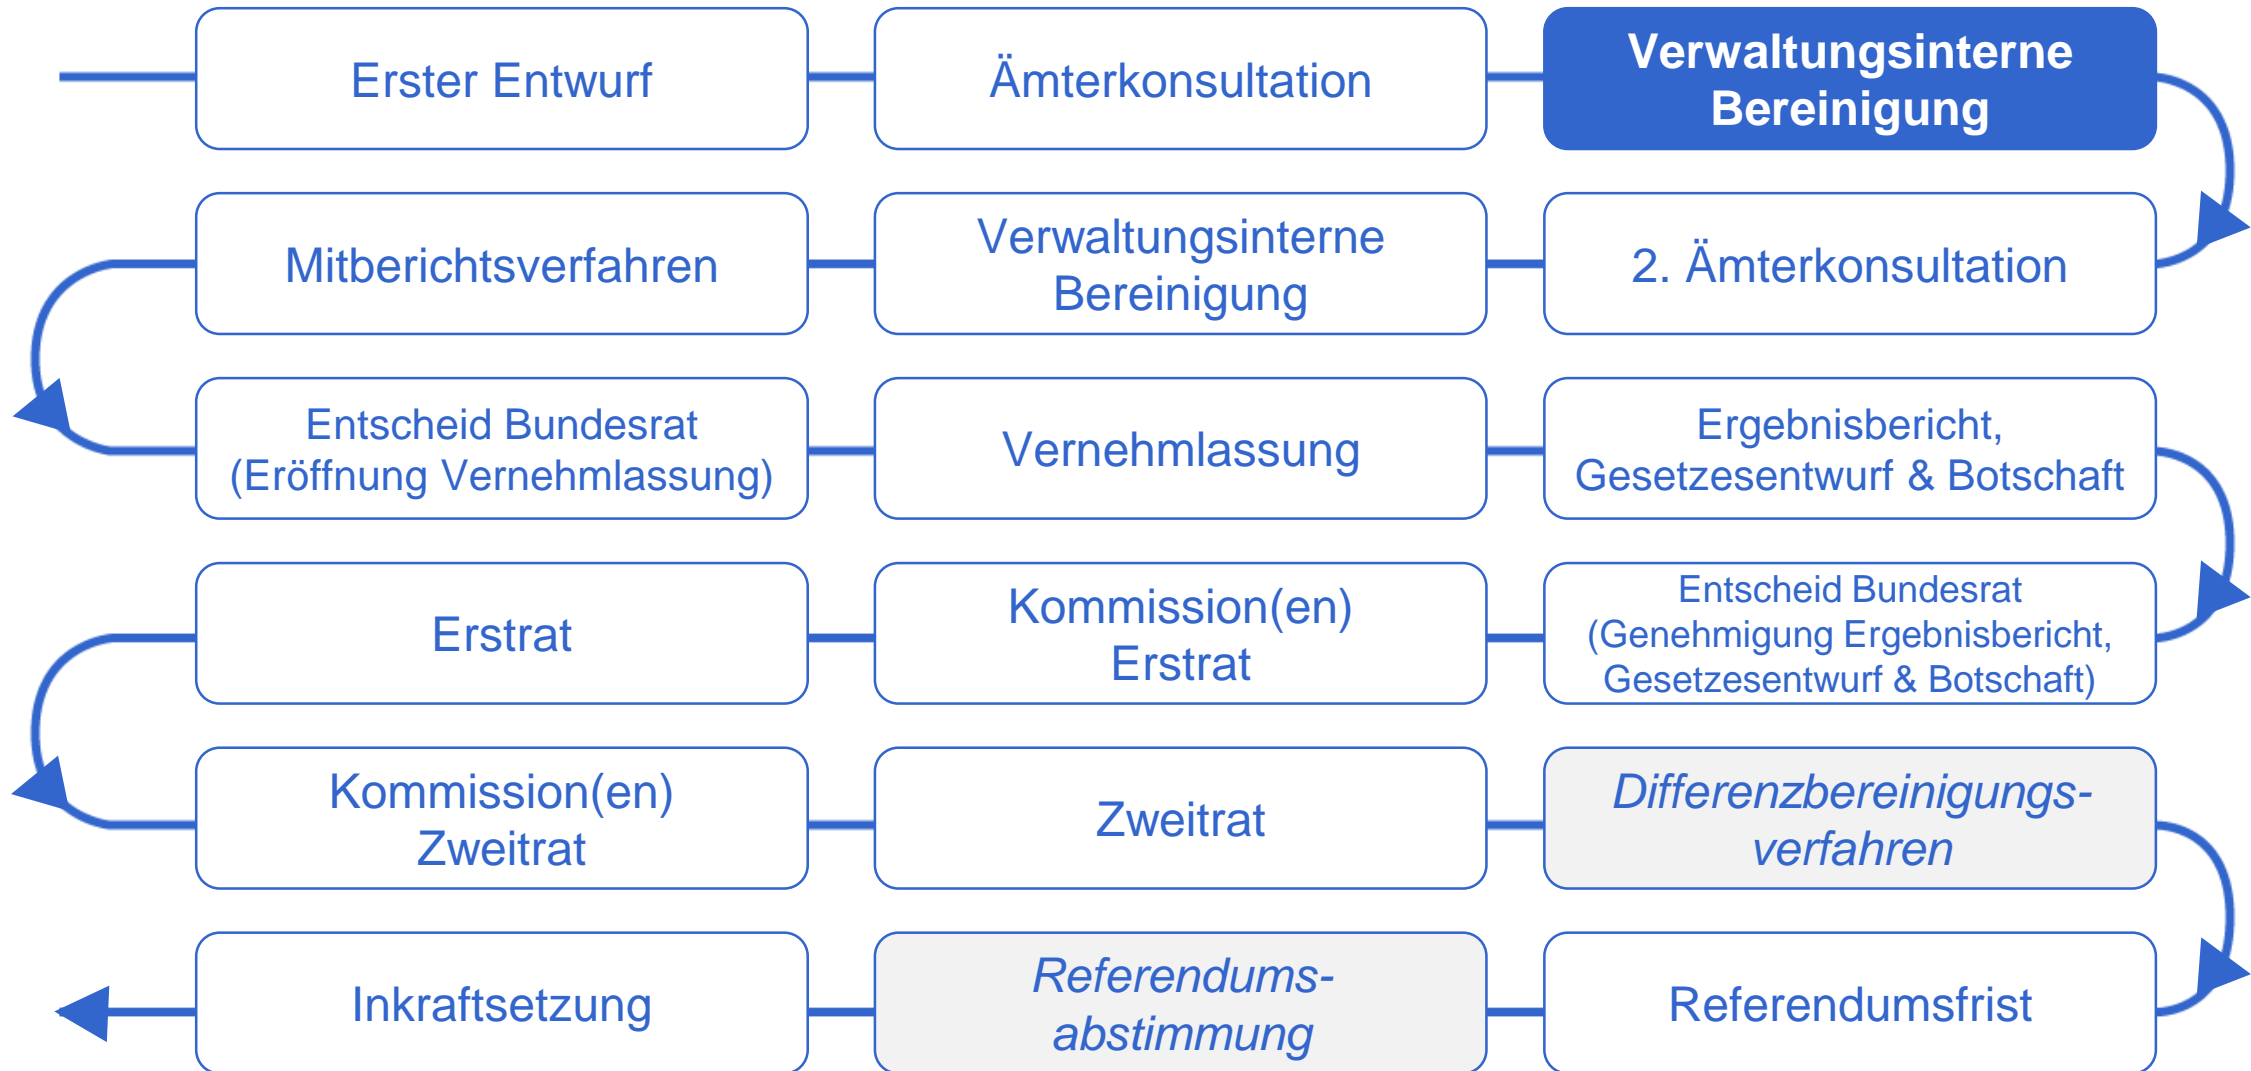 Erster Entwurf
Ämterkonsultation
Verwaltungsinterne
Bereinigung
Mitberichtsverfahren
Verwaltungsinterne
Bereinigung
2. Ämterkonsultation
Entscheid Bundesrat
(Eröffnung Vernehmlassung)
Vernehmlassung
Ergebnisbericht,
Gesetzesentwurf & Botschaft
Erstrat
Kommission(en)
Erstrat
Entscheid Bundesrat
(Genehmigung Ergebnisbericht,
Gesetzesentwurf & Botschaft)
Kommission(en)
Zweitrat
Zweitrat
Differenzbereinigungs-
verfahren
Inkraftsetzung
Referendums-
abstimmung
Referendumsfrist